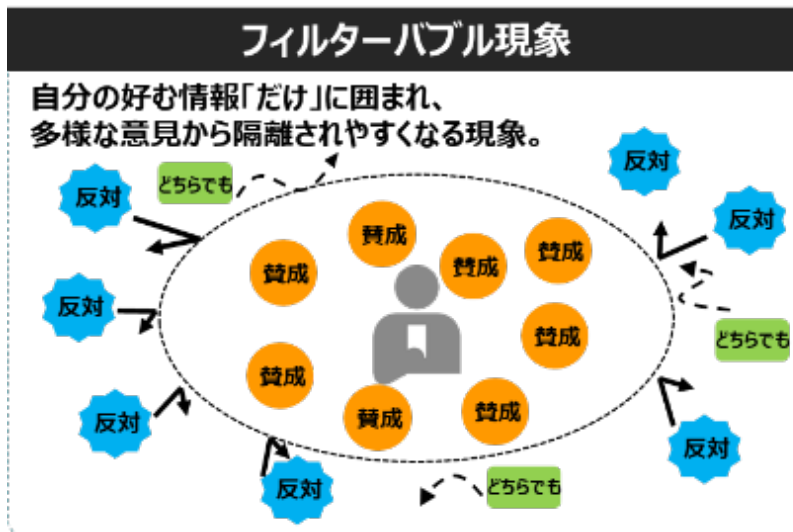 フィルターバブル現象
自分の好む情報「だけ」に囲まれ、
多様な意見から隔離されやすくなる現象。
反対
どちらでも
反対
反対
賛成
賛成
賛成
賛成
賛成
賛成
賛成
賛成
反対
どちらでも
反対
反対
反対
どちらでも